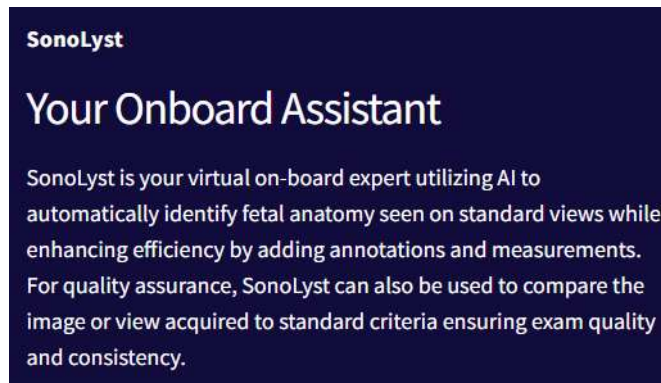 SonoLyst
Your Onboard Assistant
SonoLyst is your virtual on-board expert utilizing AI to
automatically identify fetal anatomy seen on standard views while
enhancing efficiency by adding annotations and measurements.
For quality assurance, SonoLyst can also be used to compare the
image or view acquired to standard criteria ensuring exam quality
and consistency.